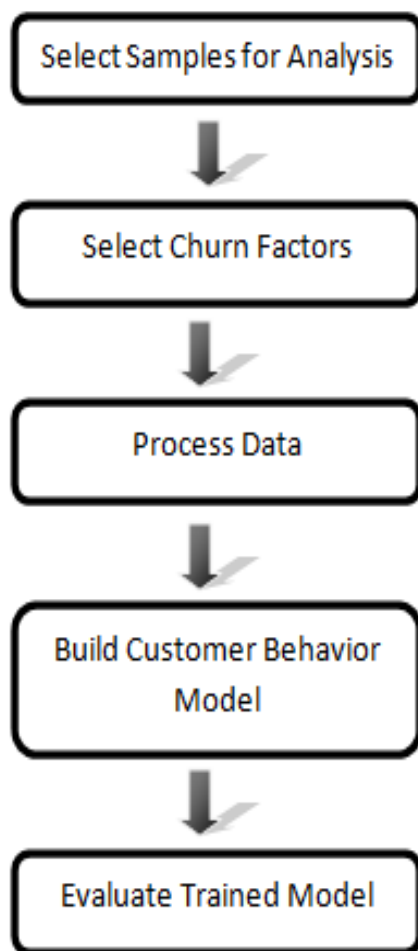 Select Samples for Analysis
Select Churn Factors
Process Data
Build Customer Behavior
Model
Evaluate Trained Model